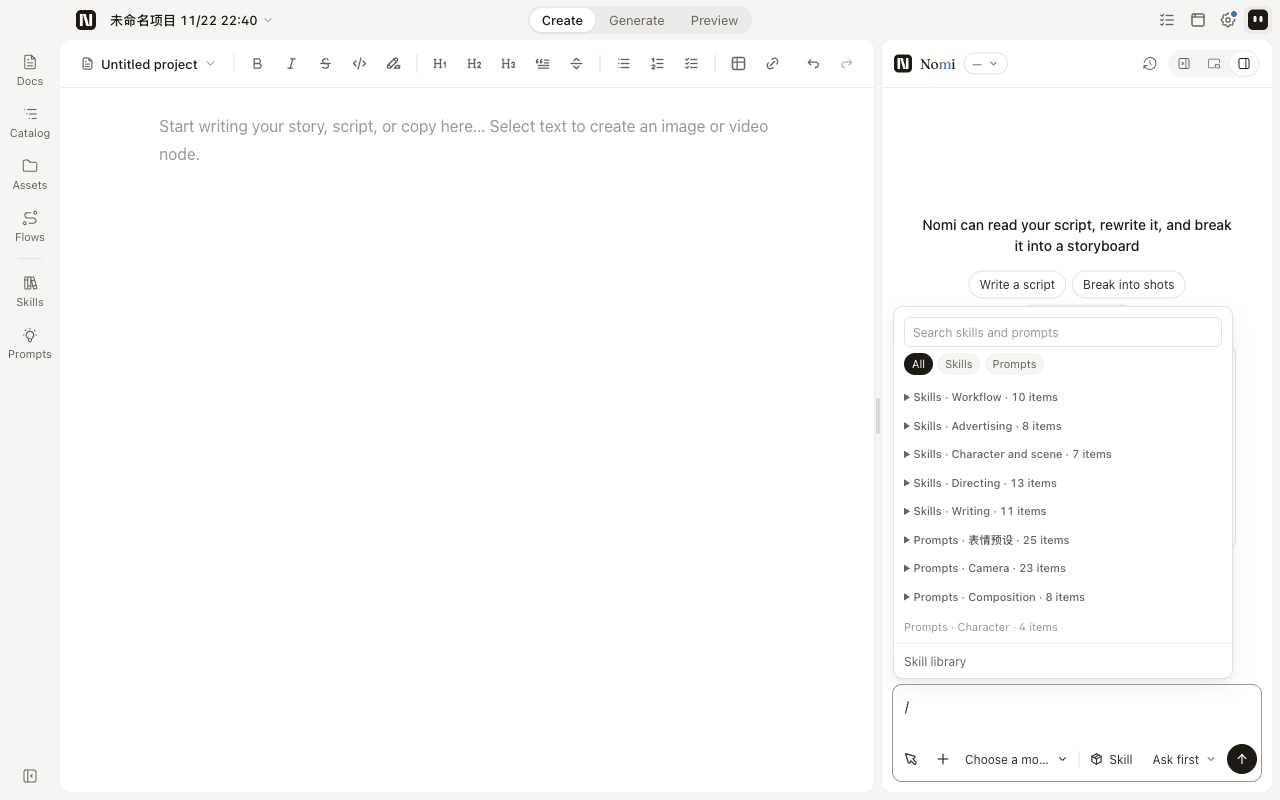 未命名项目 11/22 22:40
Create
Generate
Preview
Docs
Catalog
Assets
Flows
Skills
Prompts
Untitled project
B
I
S
H1
H2
H3
Start writing your story, script, or copy here... Select text to create an image or video
node.
Nomi
—
Nomi can read your script, rewrite it, and break
it into a storyboard
Write a script
Break into shots
Search skills and prompts
All
Skills
Prompts
Skills · Workflow · 10 items
Skills · Advertising · 8 items
Skills · Character and scene · 7 items
Skills · Directing · 13 items
Skills · Writing · 11 items
Prompts · 表情预设 · 25 items
Prompts · Camera · 23 items
Prompts · Composition · 8 items
Prompts · Character · 4 items
Skill library
/
Choose a mo...
Skill
Ask first